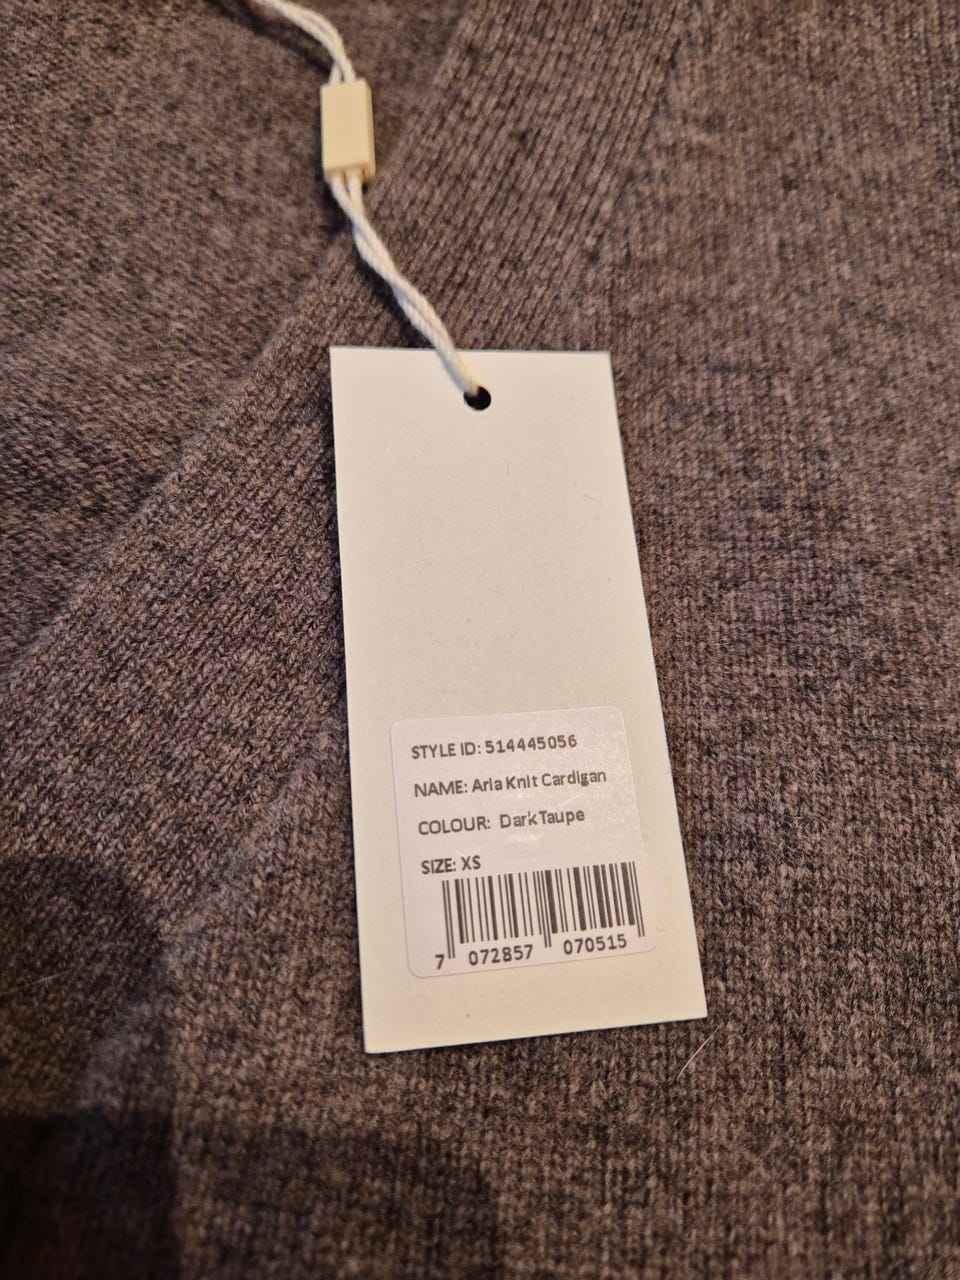 STYLE ID: 514445056
NAME: Aria Knit Cardigan
COLOUR: Dark Taupe
SIZE: XS
7 072857 070515